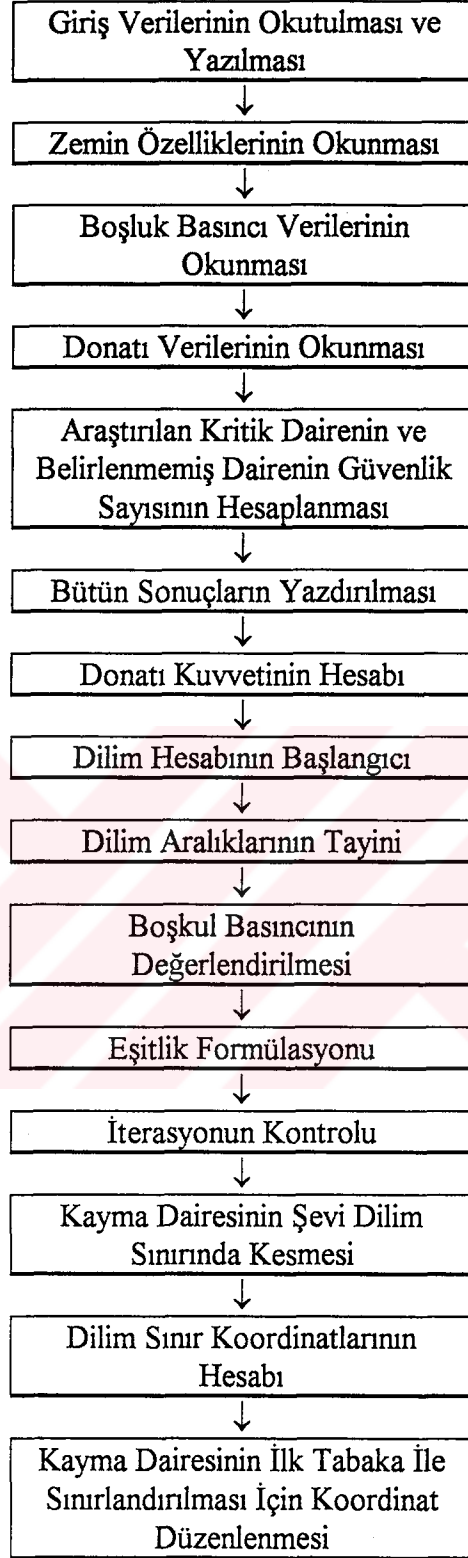 Giriş Verilerinin Okutulması ve
Yazılması
↓
Zemin Özelliklerinin Okunması
↓
Boşluk Basıncı Verilerinin
Okunması
↓
Donatı Verilerinin Okunması
↓
Araştırılan Kritik Dairenin ve
Belirlenmemiş Dairenin Güvenlik
Sayısının Hesaplanması
↓
Bütün Sonuçların Yazdırılması
↓
Donatı Kuvvetinin Hesabı
↓
Dilim Hesabının Başlangıcı
↓
Dilim Aralıklarının Tayini
↓
Boşkul Basıncının
Değerlendirilmesi
↓
Eşitlik Formülasyonu
↓
İterasyonun Kontrolu
↓
Kayma Dairesinin Şevi Dilim
Sınırında Kesmesi
↓
Dilim Sınır Koordinatlarının
Hesabı
↓
Kayma Dairesinin İlk Tabaka İle
Sınırlandırılması İçin Koordinat
Düzenlenmesi